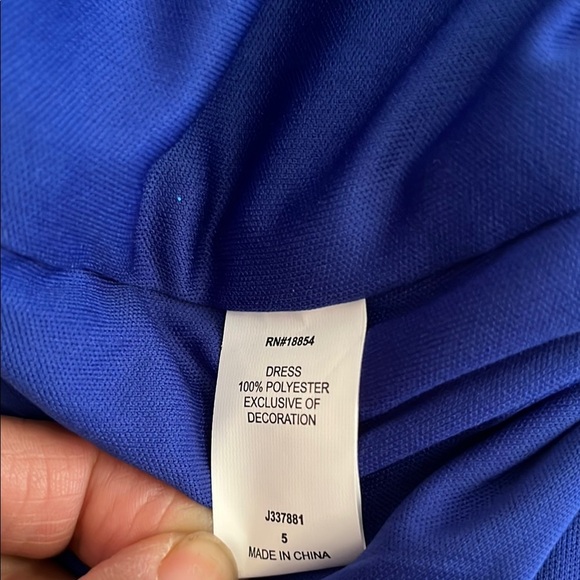 RN#18854
DRESS
100% POLYESTER
EXCLUSIVE OF
DECORATION
J337881
5
MADE IN CHINA